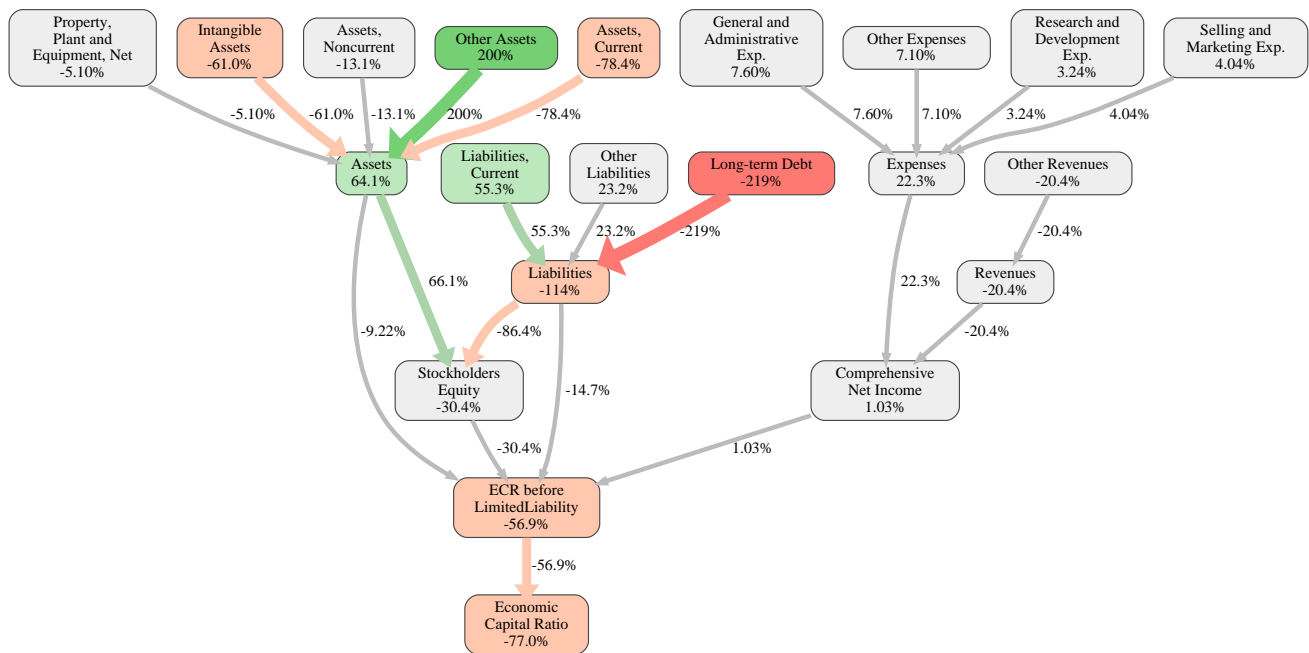 Property,
Plant and
Equipment, Net
-5.10%
Intangible
Assets
-61.0%
Assets,
Noncurrent
-13.1%
Other Assets
200%
Assets,
Current
-78.4%
General and
Administrative
Exp.
7.60%
Other Expenses
7.10%
Research and
Development
Exp.
3.24%
Selling and
Marketing Exp.
4.04%
-5.10%
-61.0%
-13.1%
200%
-78.4%
7.60%
7.10%
3.24%
4.04%
Assets
64.1%
Liabilities,
Current
55.3%
Other
Liabilities
23.2%
Long-term Debt
-219%
Expenses
22.3%
Other Revenues
-20.4%
55.3%
23.2%
-219%
-20.4%
Liabilities
-114%
Revenues
-20.4%
66.1%
22.3%
-9.22%
-86.4%
-20.4%
Stockholders
Equity
-30.4%
-14.7%
Comprehensive
Net Income
1.03%
-30.4%
1.03%
ECR before
LimitedLiability
-56.9%
-56.9%
Economic
Capital Ratio
-77.0%